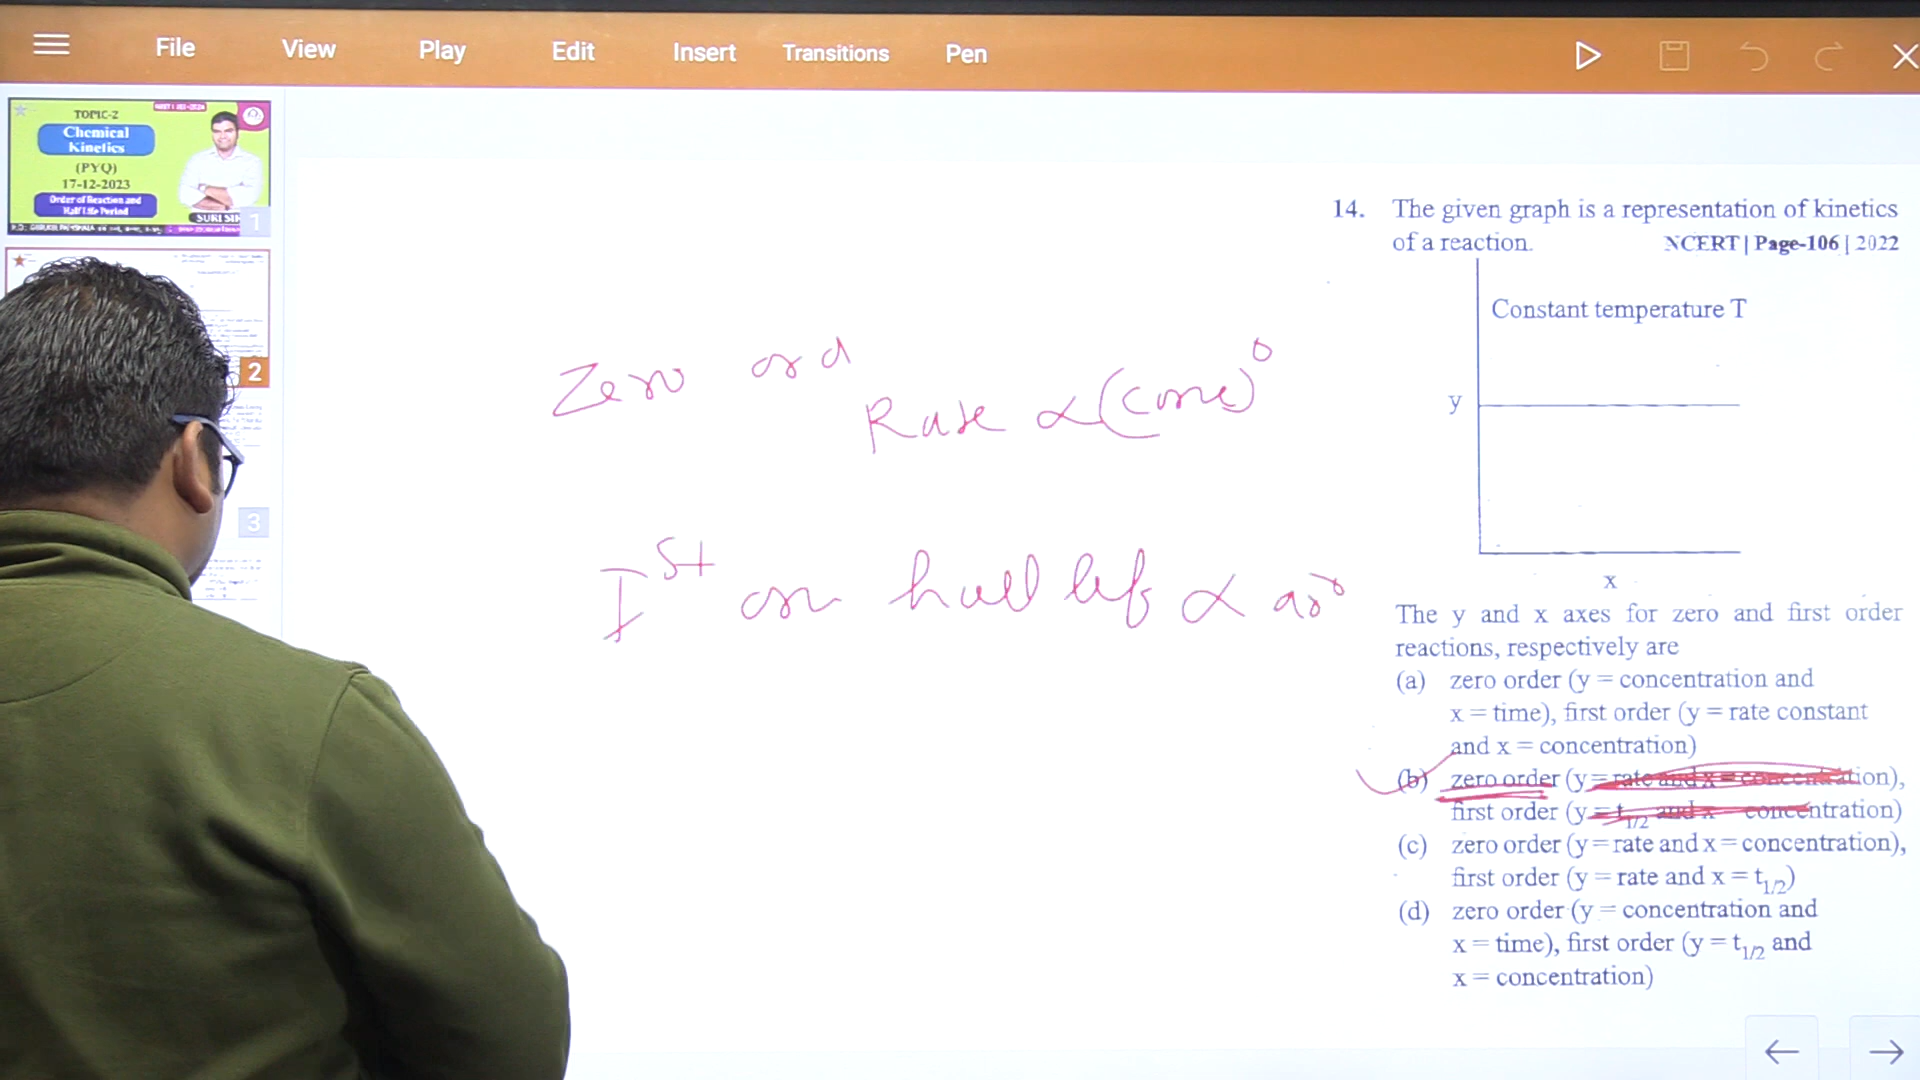 File View Play Edit Insert Transitions Pen
TOPIC-2
Chemical
Kinetics
(PYQ)
17-12-2023
Order of Reaction and
Half Life Period
SURI SIR
1
2
3
Zero ord
Rate ∝ (conc)⁰
Iˢᵗ or half life ∝ a₀⁰
14. The given graph is a representation of kinetics
of a reaction. NCERT | Page-106 | 2022
Constant temperature T
y
x
The y and x axes for zero and first order
reactions, respectively are
(a) zero order (y = concentration and
x = time), first order (y = rate constant
and x = concentration)
(b) zero order (y = rate and x = concentration),
first order (y = t1/2 and x = concentration)
(c) zero order (y = rate and x = concentration),
first order (y = rate and x = t1/2)
(d) zero order (y = concentration and
x = time), first order (y = t1/2 and
x = concentration)